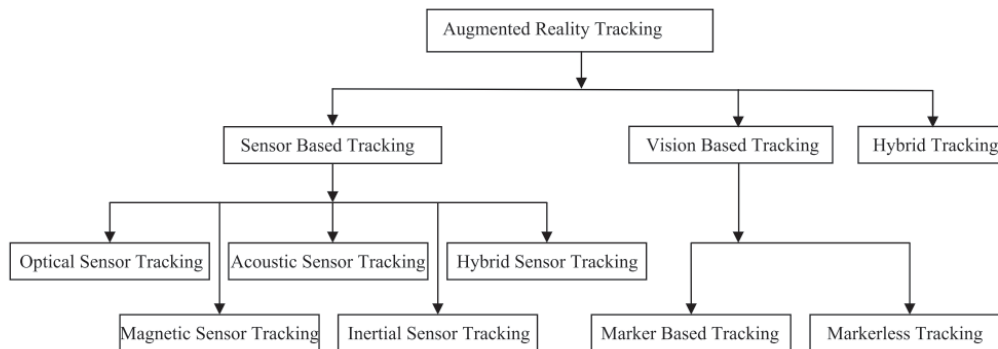 Augmented Reality Tracking
Sensor Based Tracking
Vision Based Tracking
Hybrid Tracking
Optical Sensor Tracking
Acoustic Sensor Tracking
Hybrid Sensor Tracking
Magnetic Sensor Tracking
Inertial Sensor Tracking
Marker Based Tracking
Markerless Tracking